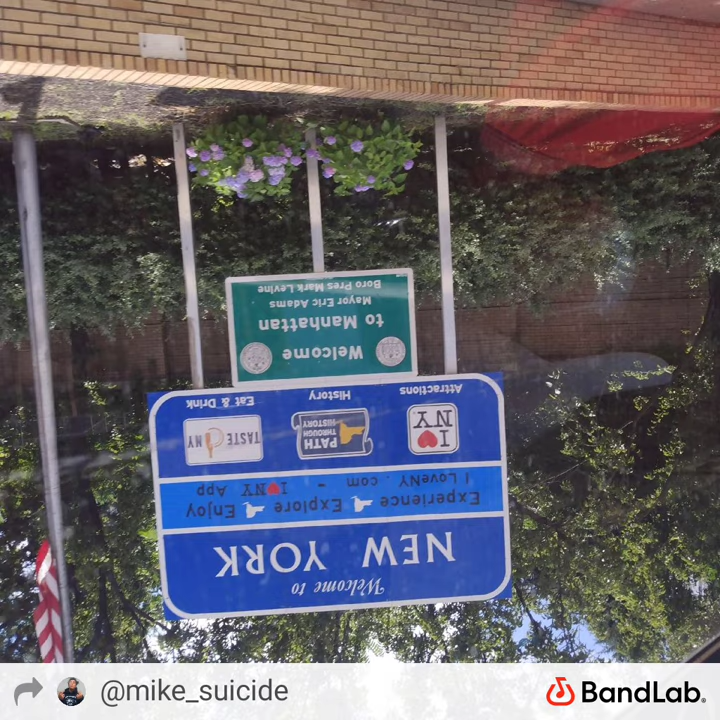 Welcome to
NEW YORK
Experience Explore Enjoy
I LoveNY . com - I NY App
I NY
PATH THROUGH HISTORY
TASTE NY
Attractions
History
Eat & Drink
Welcome
to Manhattan
Mayor Eric Adams
Boro Pres Mark Levine
@mike_suicide
BandLab.